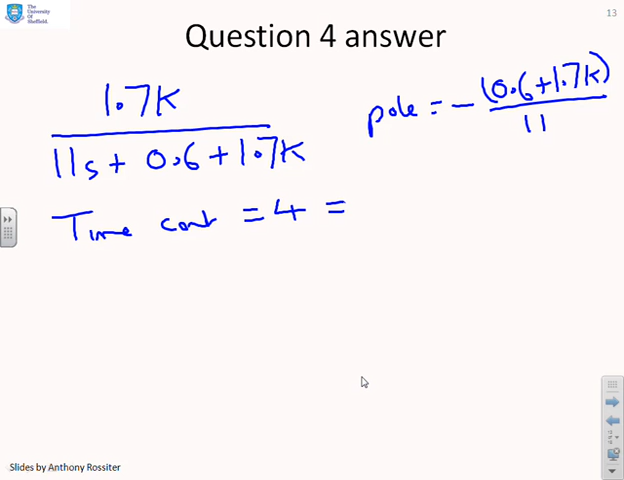 The
University
Of
Sheffield.
13
Question 4 answer
1.7K
11s + 0.6 + 1.7K
pole = - (0.6+1.7K)
11
Time const = 4 =
Slides by Anthony Rossiter